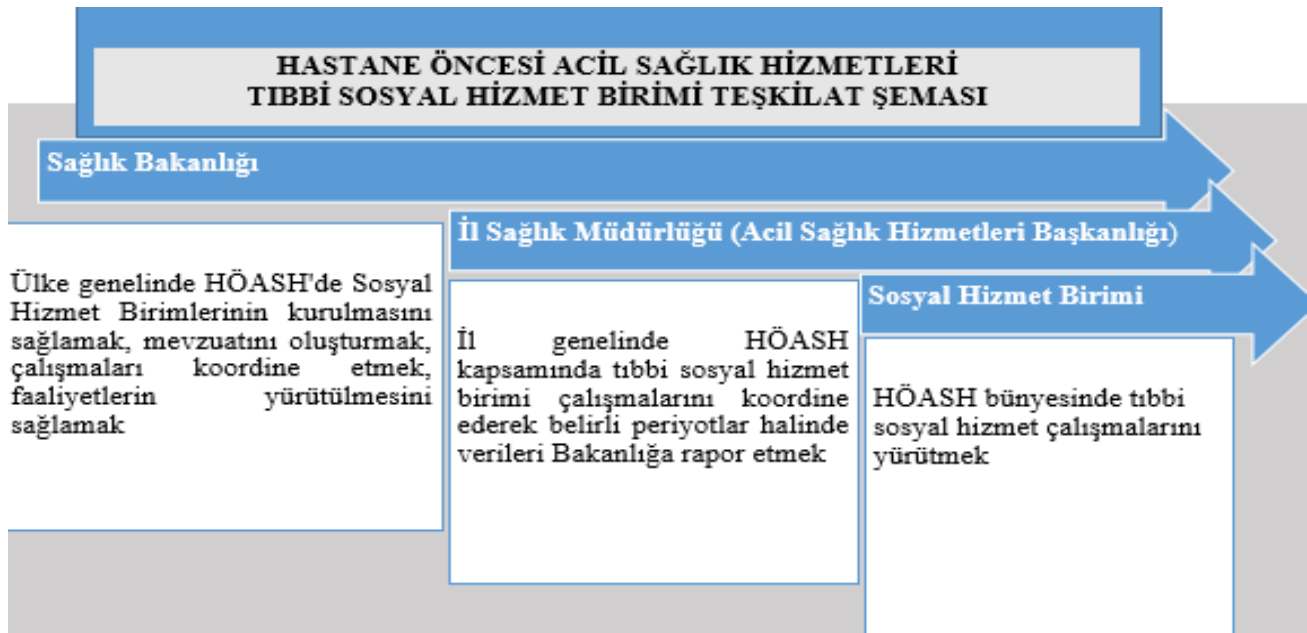 HASTANE ÖNCESİ ACİL SAĞLIK HİZMETLERİ
TIBBİ SOSYAL HİZMET BİRİMİ TEŞKİLAT ŞEMASI
Sağlık Bakanlığı
Ülke genelinde HÖASH'de Sosyal
Hizmet Birimlerinin kurulmasını
sağlamak, mevzuatını oluşturmak,
çalışmaları koordine etmek,
faaliyetlerin yürütülmesini
sağlamak
İl Sağlık Müdürlüğü (Acil Sağlık Hizmetleri Başkanlığı)
İl genelinde HÖASH
kapsamında tıbbi sosyal hizmet
birimi çalışmalarını koordine
ederek belirli periyotlar halinde
verileri Bakanlığa rapor etmek
Sosyal Hizmet Birimi
HÖASH bünyesinde tıbbi
sosyal hizmet çalışmalarını
yürütmek